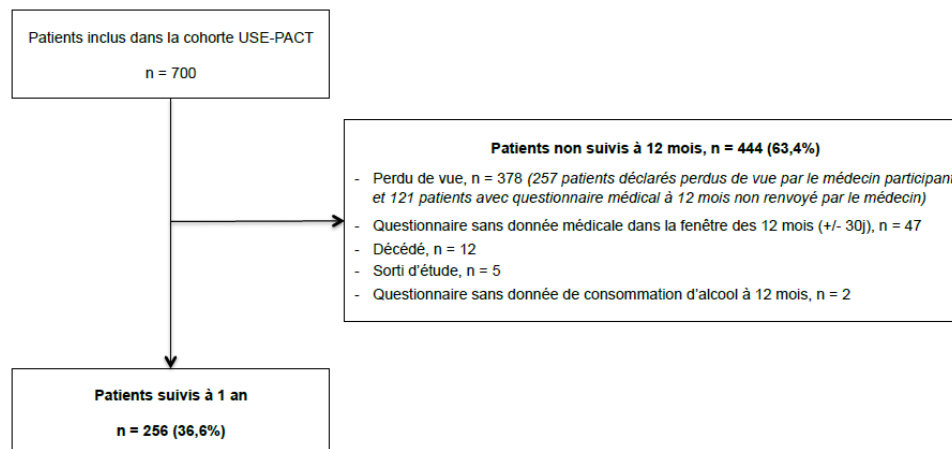 Patients inclus dans la cohorte USE-PACT
n = 700
Patients non suivis à 12 mois, n = 444 (63,4%)
- Perdu de vue, n = 378 (257 patients déclarés perdus de vue par le médecin participant
et 121 patients avec questionnaire médical à 12 mois non renvoyé par le médecin)
- Questionnaire sans donnée médicale dans la fenêtre des 12 mois (+/- 30j), n = 47
- Décédé, n = 12
- Sorti d'étude, n = 5
- Questionnaire sans donnée de consommation d'alcool à 12 mois, n = 2
Patients suivis à 1 an
n = 256 (36,6%)